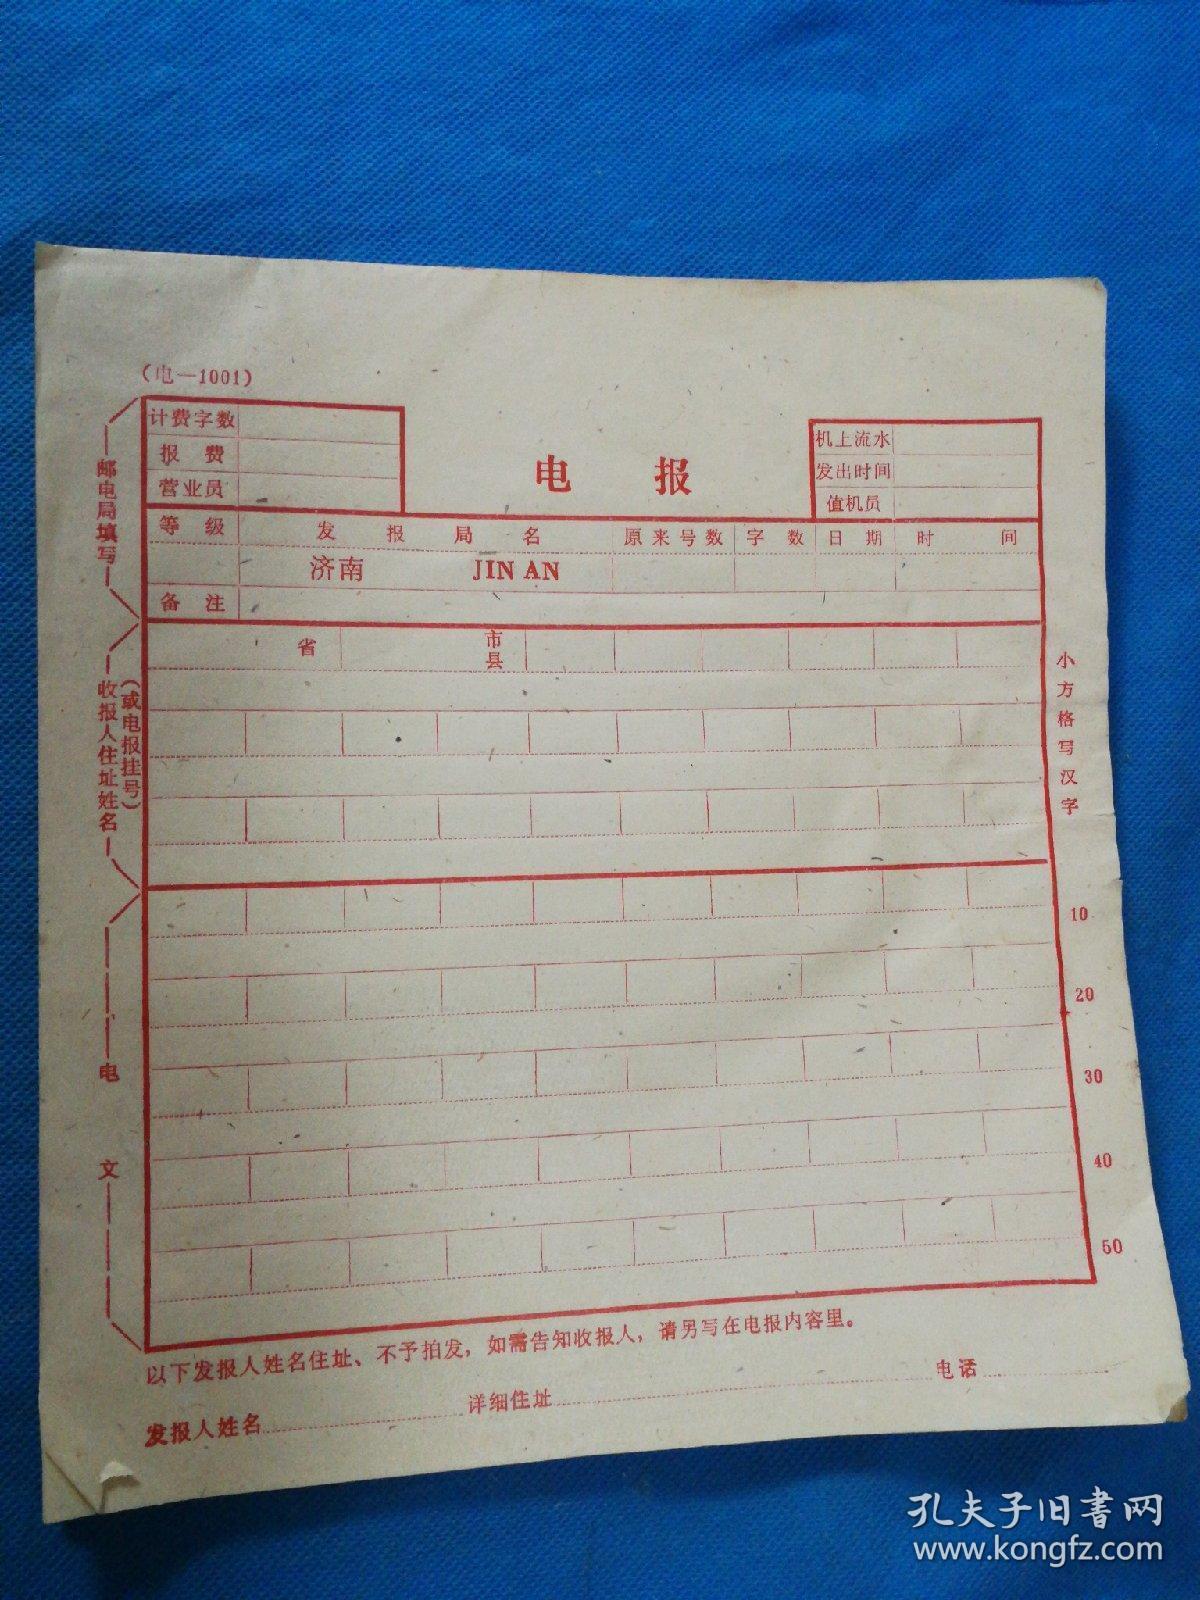 (电—1001)
计费字数
报 费
营业员
电 报
机上流水
发出时间
值机员
等 级 发 报 局 名 原来号数 字 数 日 期 时 间
济南 JIN AN
备 注
省 市县
邮电局填写
收报人住址姓名
(或电报挂号)
电 文
小方格写汉字
10
20
30
40
50
以下发报人姓名住址、不予拍发，如需告知收报人，请另写在电报内容里。
发报人姓名 详细住址 电话
孔夫子旧书网
www.kongfz.com